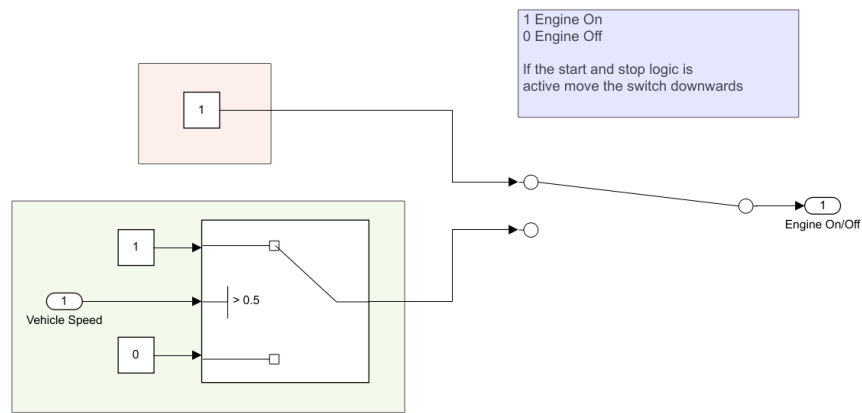 1 Engine On
0 Engine Off
If the start and stop logic is
active move the switch downwards
1
1
Engine On/Off
1
> 0.5
1
Vehicle Speed
0